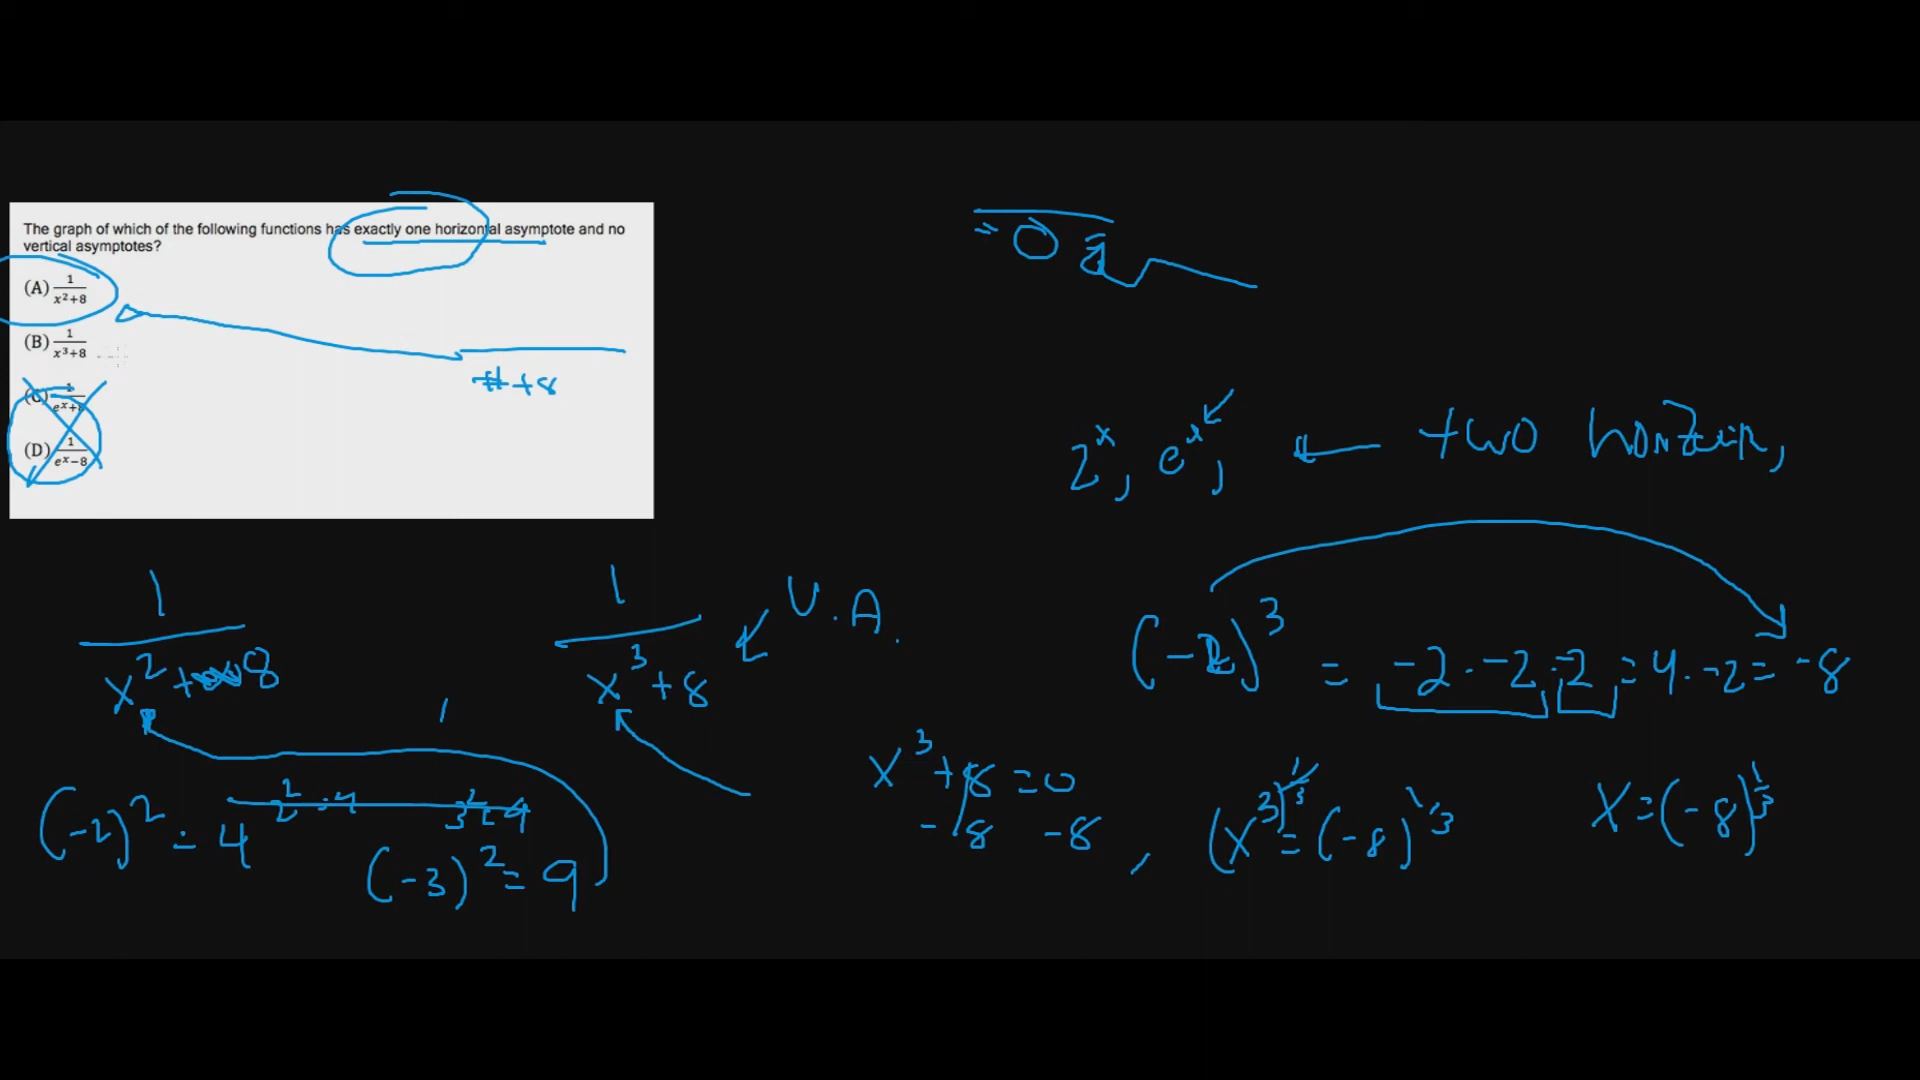 The graph of which of the following functions has exactly one horizontal asymptote and no
vertical asymptotes?
(A) 1/(x²+8)
(B) 1/(x³+8)
(C) 1/(eˣ+8)
(D) 1/(eˣ−8)
# +8
= 0
2ˣ, eˣ, ← two horizon,
1/(x² + 8)
1/(x³ + 8) ← V.A.
(-2)³ = -2 · -2 · -2 = 4 · -2 = -8
(-2)² = 4
(-3)² = 9
x³ + 8 = 0
- 8 -8 , (x³)^1/3 = (-8)^1/3
x = (-8)^1/3